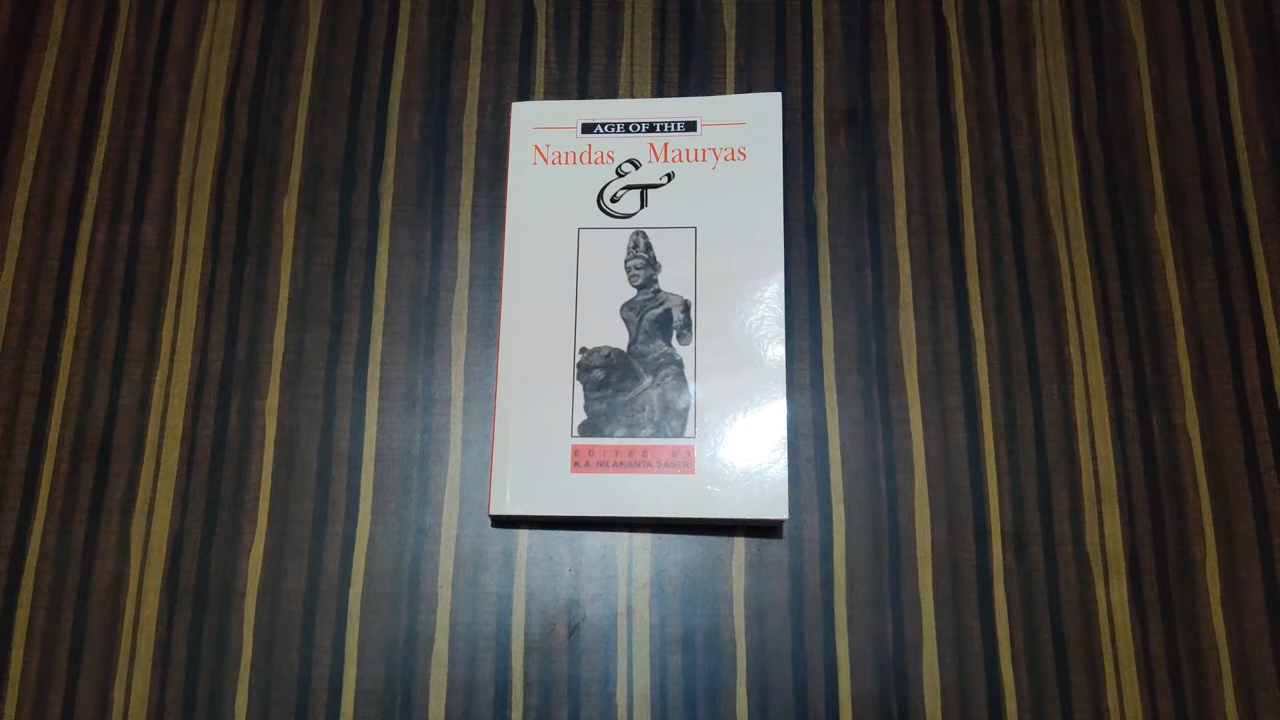 AGE OF THE
Nandas & Mauryas
EDITED BY
K.A. NILAKANTA SASTRI